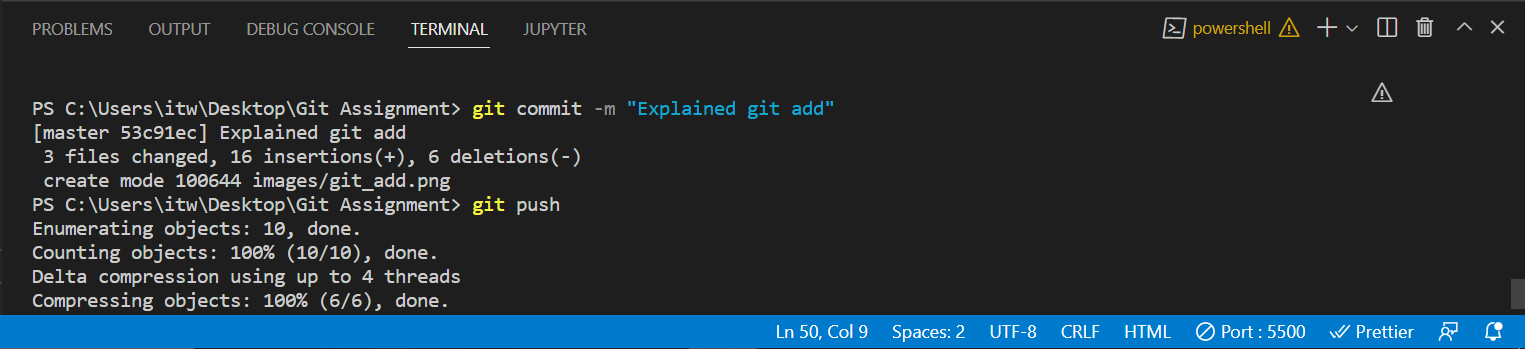 PROBLEMS OUTPUT DEBUG CONSOLE TERMINAL JUPYTER powershell
PS C:\Users\itw\Desktop\Git Assignment> git commit -m "Explained git add"
[master 53c91ec] Explained git add
 3 files changed, 16 insertions(+), 6 deletions(-)
 create mode 100644 images/git_add.png
PS C:\Users\itw\Desktop\Git Assignment> git push
Enumerating objects: 10, done.
Counting objects: 100% (10/10), done.
Delta compression using up to 4 threads
Compressing objects: 100% (6/6), done.
Ln 50, Col 9 Spaces: 2 UTF-8 CRLF HTML Port : 5500 Prettier